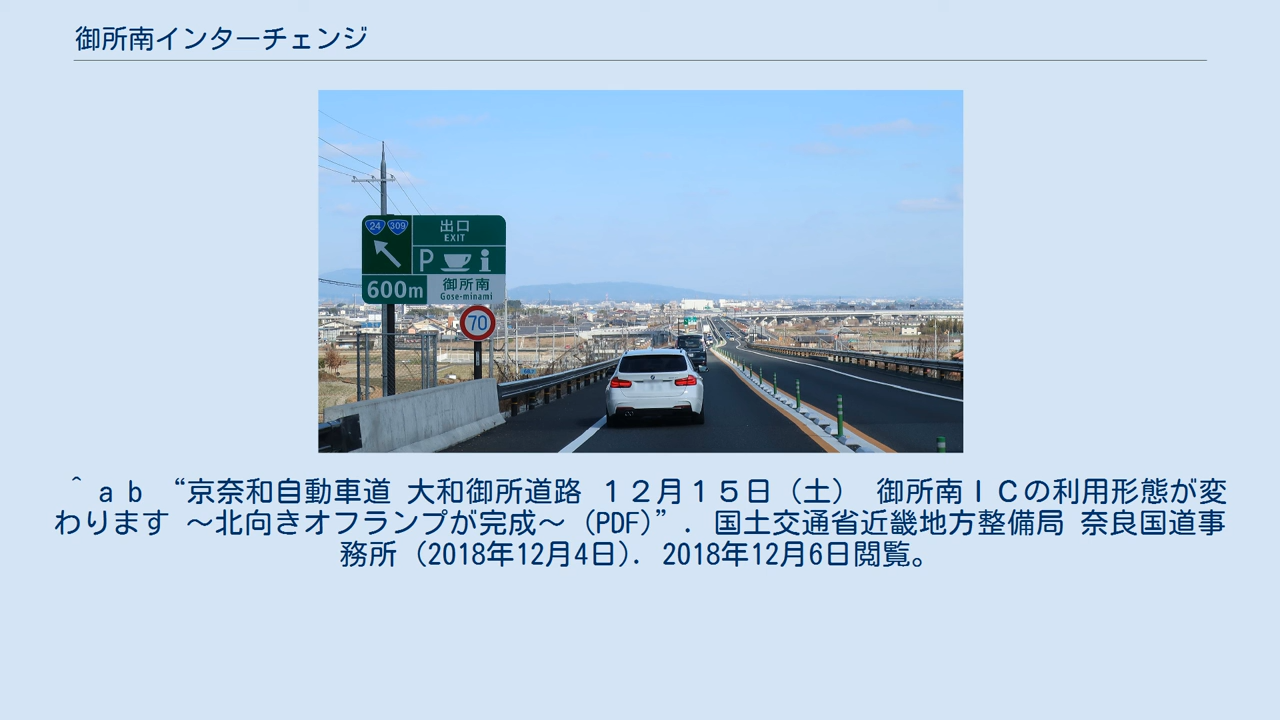 御所南インターチェンジ
24 309
出口
EXIT
P i
600m
御所南
Gose-minami
70
^ a b “京奈和自動車道 大和御所道路 １２月１５日（土） 御所南ＩＣの利用形態が変
わります ～北向きオフランプが完成～ (PDF)”. 国土交通省近畿地方整備局 奈良国道事
務所 (2018年12月4日). 2018年12月6日閲覧。